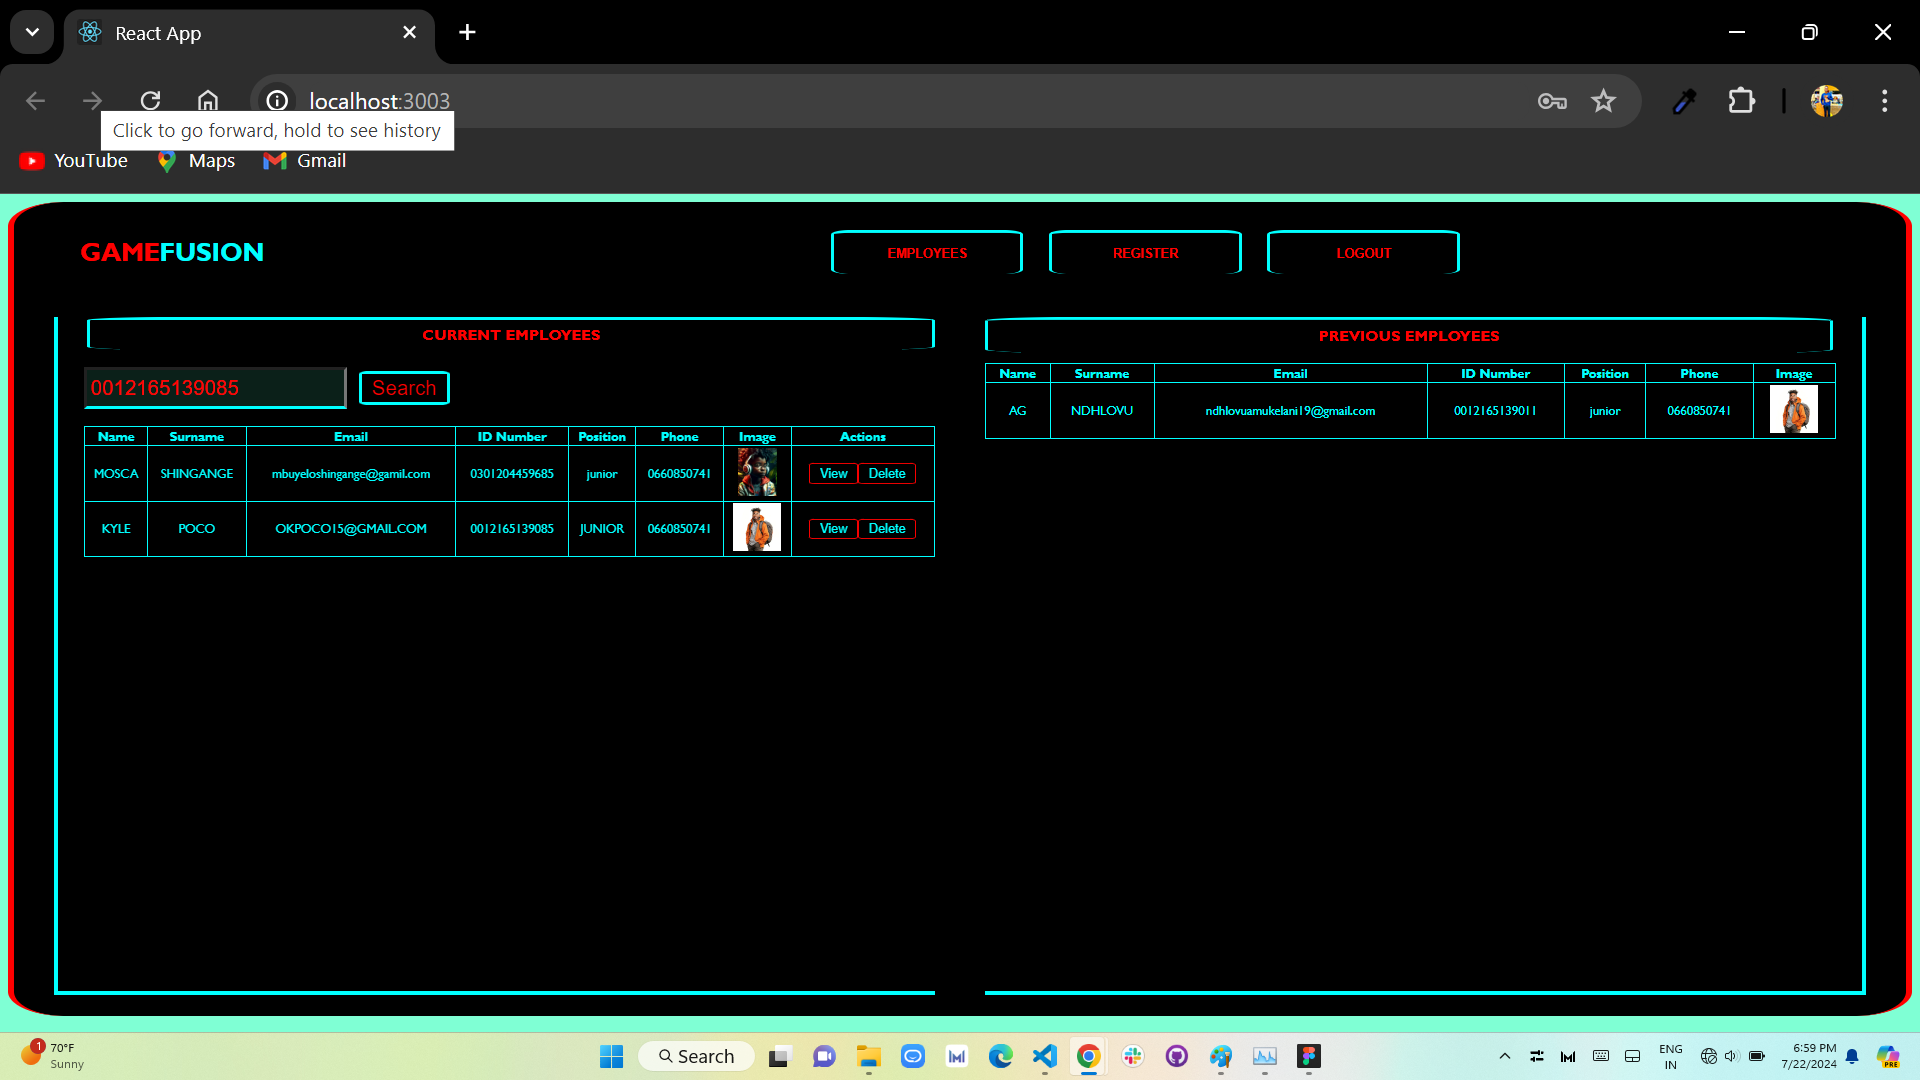 React App
localhost:3003
Click to go forward, hold to see history
YouTube Maps Gmail
GAMEFUSION
EMPLOYEES REGISTER LOGOUT
CURRENT EMPLOYEES
0012165139085 Search
Name Surname Email ID Number Position Phone Image Actions
MOSCA SHINGANGE mbuyeloshingange@gamil.com 0301204459685 junior 0660850741 View Delete
KYLE POCO OKPOCO15@GMAIL.COM 0012165139085 JUNIOR 0660850741 View Delete
PREVIOUS EMPLOYEES
Name Surname Email ID Number Position Phone Image
AG NDHLOVU ndhlovuamukelani19@gmail.com 0012165139011 junior 0660850741
1
70°F
Sunny
Search
ENG
IN
6:59 PM
7/22/2024
PRE